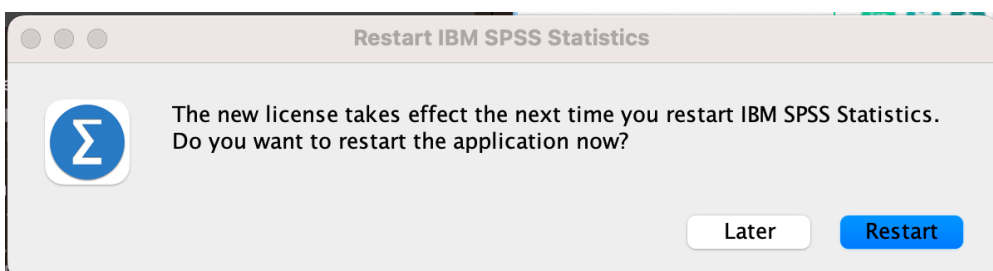 Restart IBM SPSS Statistics
The new license takes effect the next time you restart IBM SPSS Statistics.
Do you want to restart the application now?
Later
Restart